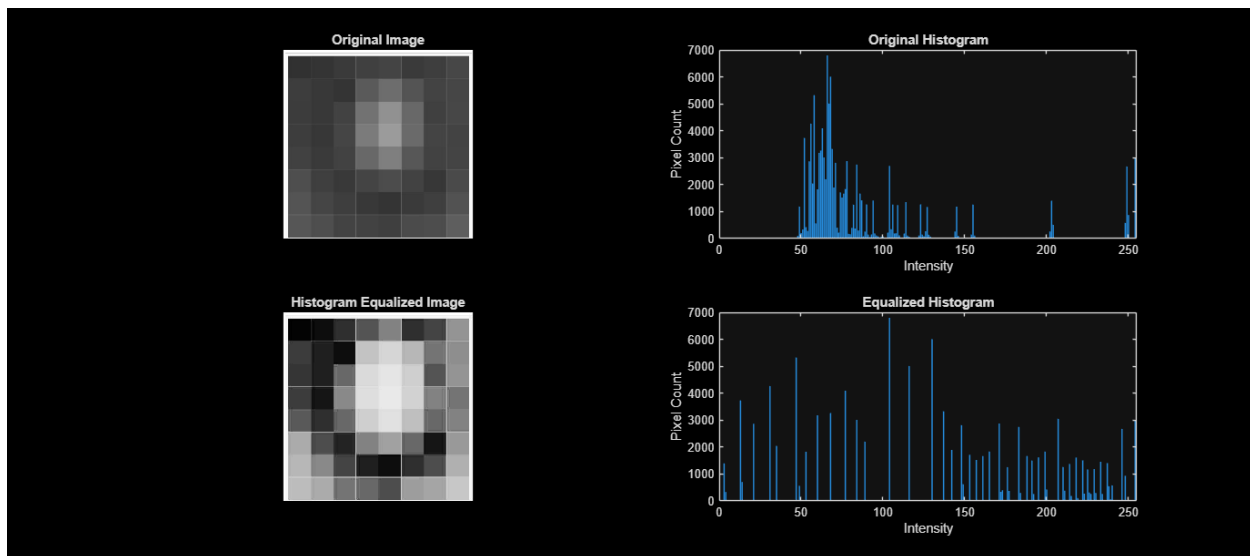 Original Image
Original Histogram
7000
6000
5000
4000
3000
2000
1000
0
Pixel Count
0 50 100 150 200 250
Intensity
Histogram Equalized Image
Equalized Histogram
7000
6000
5000
4000
3000
2000
1000
0
Pixel Count
0 50 100 150 200 250
Intensity